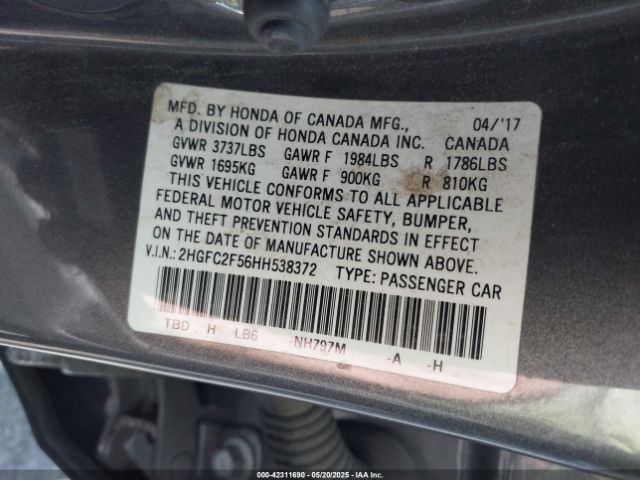 MFD. BY HONDA OF CANADA MFG., 04/'17
A DIVISION OF HONDA CANADA INC. CANADA
GVWR 3737LBS GAWR F 1984LBS R 1786LBS
GVWR 1695KG GAWR F 900KG R 810KG
THIS VEHICLE CONFORMS TO ALL APPLICABLE
FEDERAL MOTOR VEHICLE SAFETY, BUMPER,
AND THEFT PREVENTION STANDARDS IN EFFECT
ON THE DATE OF MANUFACTURE SHOWN ABOVE.
V.I.N.: 2HGFC2F56HH538372 TYPE: PASSENGER CAR
TBD H LB6 -NH797M -A -H
000-42311690 - 05/20/2025 - IAAI